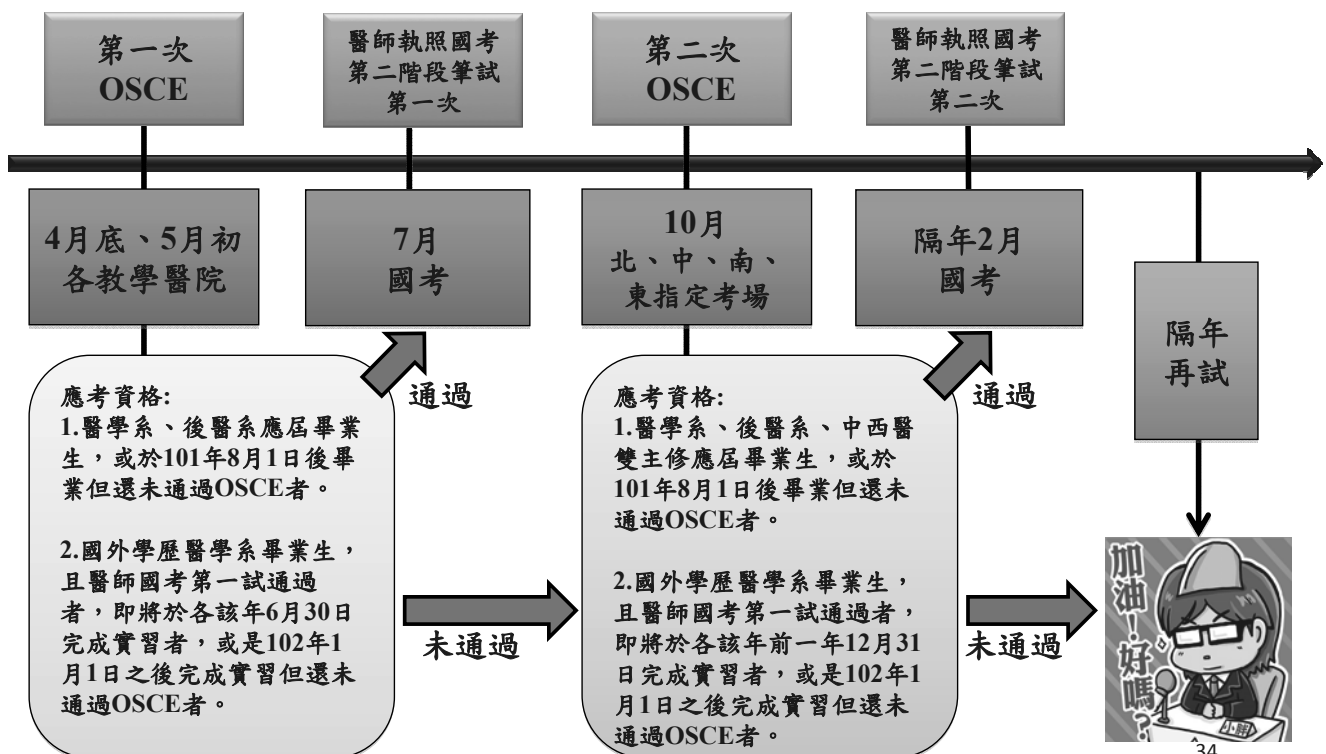 第一次
OSCE
醫師執照國考
第二階段筆試
第一次
第二次
OSCE
醫師執照國考
第二階段筆試
第二次
4月底、5月初
各教學醫院
7月
國考
10月
北、中、南、
東指定考場
隔年2月
國考
隔年
再試
應考資格:
1.醫學系、後醫系應屆畢業
生，或於101年8月1日後畢
業但還未通過OSCE者。
2.國外學歷醫學系畢業生，
且醫師國考第一試通過
者，即將於各該年6月30日
完成實習者，或是102年1
月1日之後完成實習但還未
通過OSCE者。
通過
未通過
應考資格:
1.醫學系、後醫系、中西醫
雙主修應屆畢業生，或於
101年8月1日後畢業但還未
通過OSCE者。
2.國外學歷醫學系畢業生，
且醫師國考第一試通過者，
即將於各該年前一年12月31
日完成實習者，或是102年1
月1日之後完成實習但還未
通過OSCE者。
通過
未通過
加油！好嗎？
小胖
34